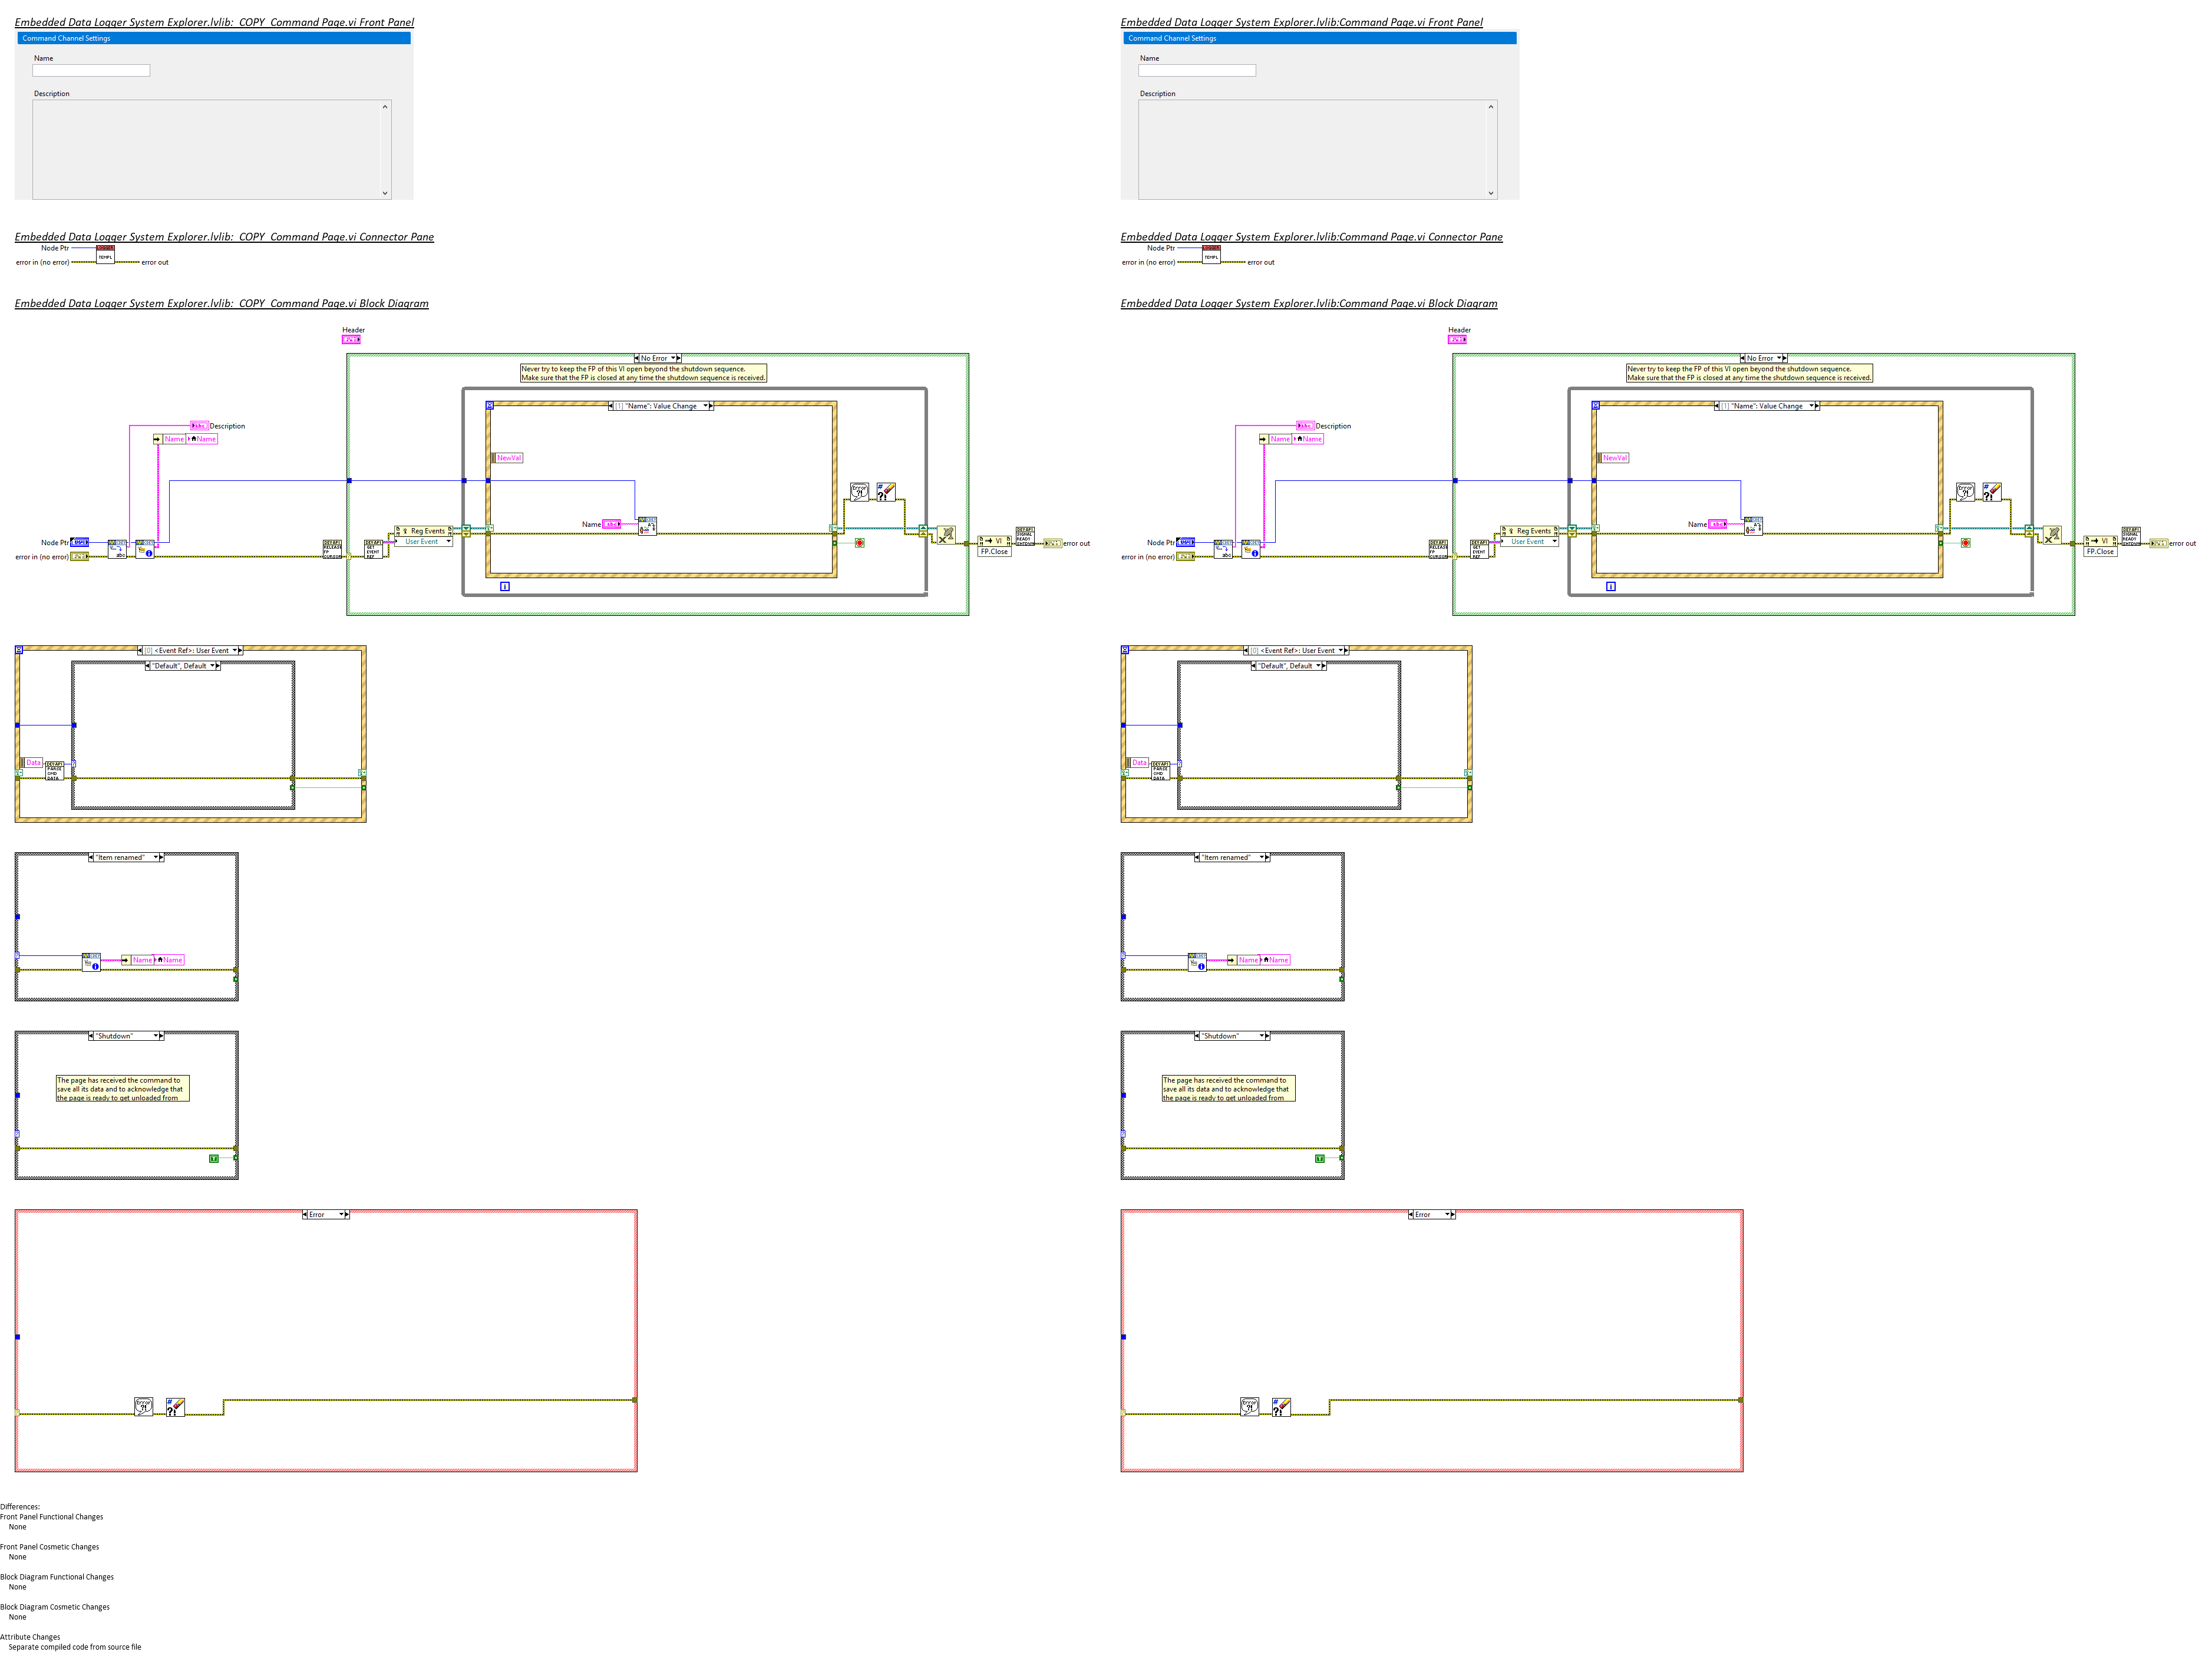 Embedded Data Logger System Explorer.lvlib:_COPY_Command Page.vi Front Panel
Command Channel Settings
Name
Description
Embedded Data Logger System Explorer.lvlib:_COPY_Command Page.vi Connector Pane
Node Ptr
LOGGER
TEMPL
error in (no error)
error out
Embedded Data Logger System Explorer.lvlib:_COPY_Command Page.vi Block Diagram
Header
No Error
Never try to keep the FP of this VI open beyond the shutdown sequence.
Make sure that the FP is closed at any time the shutdown sequence is received.
[1] "Name": Value Change
Description
Name
Name
NewVal
Name
Reg Events
User Event
Node Ptr
error in (no error)
VI
FP.Close
error out
[0] <Event Ref>: User Event
"Default", Default
Data
"Item renamed"
Name
Name
"Shutdown"
The page has received the command to
save all its data and to acknowledge that
the page is ready to get unloaded from
Error
Embedded Data Logger System Explorer.lvlib:Command Page.vi Front Panel
Command Channel Settings
Name
Description
Embedded Data Logger System Explorer.lvlib:Command Page.vi Connector Pane
Node Ptr
LOGGER
TEMPL
error in (no error)
error out
Embedded Data Logger System Explorer.lvlib:Command Page.vi Block Diagram
Header
No Error
Never try to keep the FP of this VI open beyond the shutdown sequence.
Make sure that the FP is closed at any time the shutdown sequence is received.
[1] "Name": Value Change
Description
Name
Name
NewVal
Name
Reg Events
User Event
Node Ptr
error in (no error)
VI
FP.Close
error out
[0] <Event Ref>: User Event
"Default", Default
Data
"Item renamed"
Name
Name
"Shutdown"
The page has received the command to
save all its data and to acknowledge that
the page is ready to get unloaded from
Error
Differences:
Front Panel Functional Changes
None
Front Panel Cosmetic Changes
None
Block Diagram Functional Changes
None
Block Diagram Cosmetic Changes
None
Attribute Changes
Separate compiled code from source file